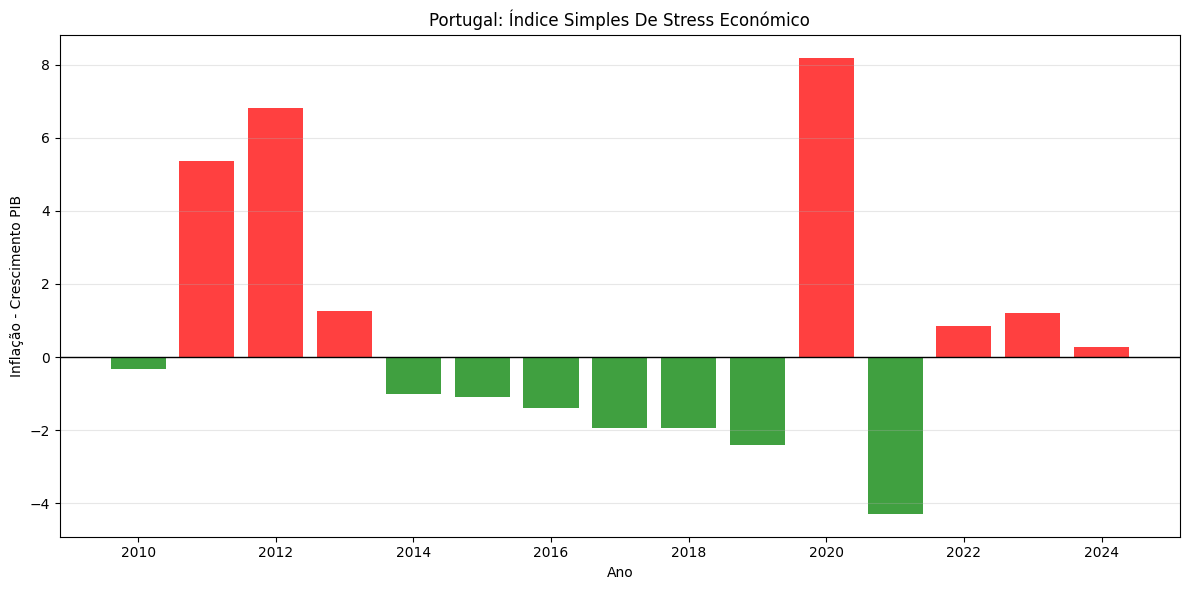 Portugal: Índice Simples De Stress Económico
Inflação - Crescimento PIB
8
6
4
2
0
−2
−4
2010 2012 2014 2016 2018 2020 2022 2024
Ano